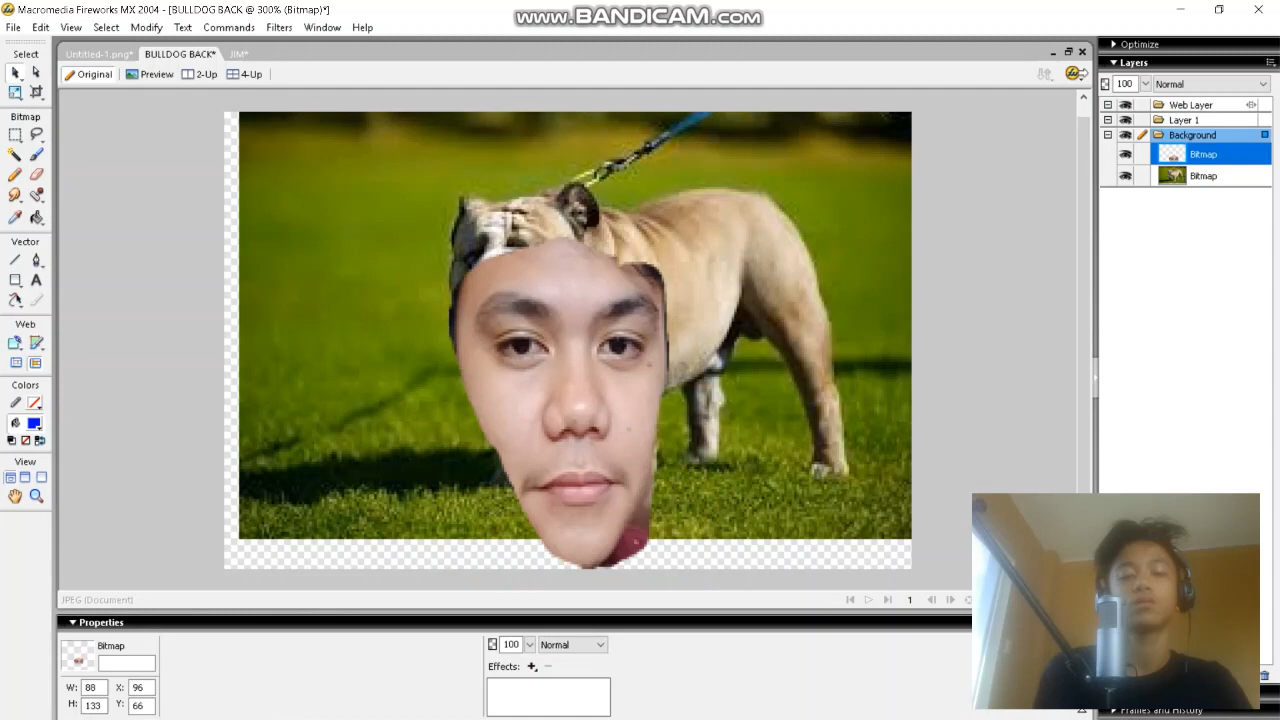 Macromedia Fireworks MX 2004 - [BULLDOG BACK @ 300% (Bitmap)*]
www.BANDICAM.com
File Edit View Select Modify Text Commands Filters Window Help
Select
Untitled-1.png*
BULLDOG BACK*
JIM*
Original
Preview
2-Up
4-Up
Bitmap
Vector
Web
Colors
View
JPEG (Document)
1
Optimize
Layers
100
Normal
Web Layer
Layer 1
Background
Bitmap
Bitmap
Properties
Bitmap
W: 88 X: 96
H: 133 Y: 66
100
Normal
Effects:
Frames and History